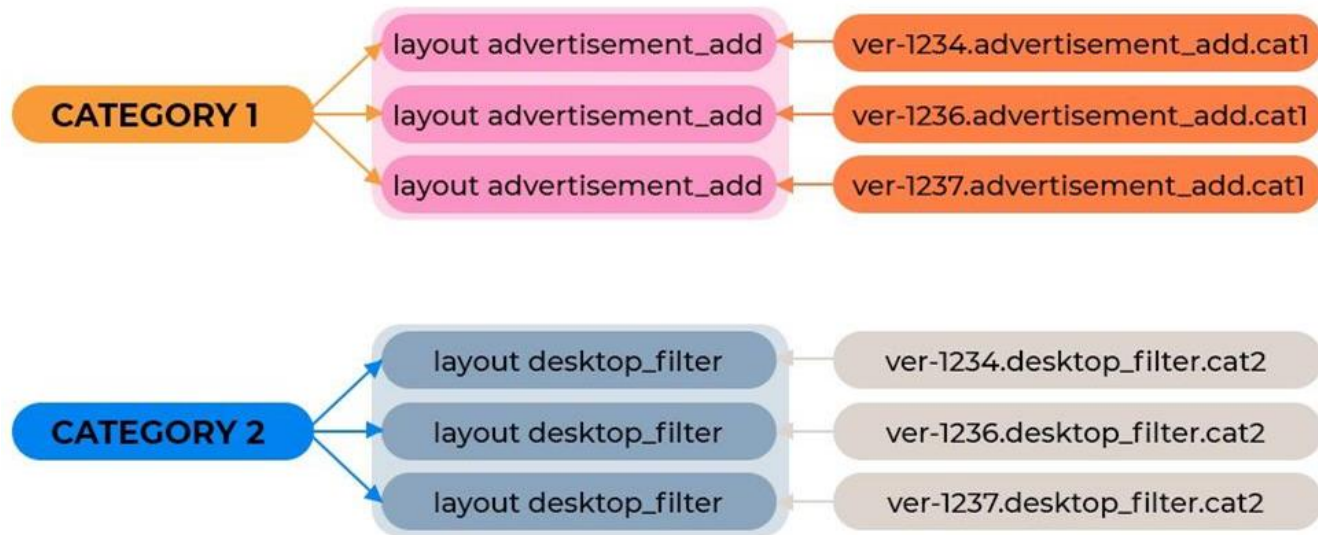 layout advertisement_add
ver-1234.advertisement_add.cat1
CATEGORY 1
layout advertisement_add
ver-1236.advertisement_add.cat1
layout advertisement_add
ver-1237.advertisement_add.cat1
layout desktop_filter
ver-1234.desktop_filter.cat2
CATEGORY 2
layout desktop_filter
ver-1236.desktop_filter.cat2
layout desktop_filter
ver-1237.desktop_filter.cat2